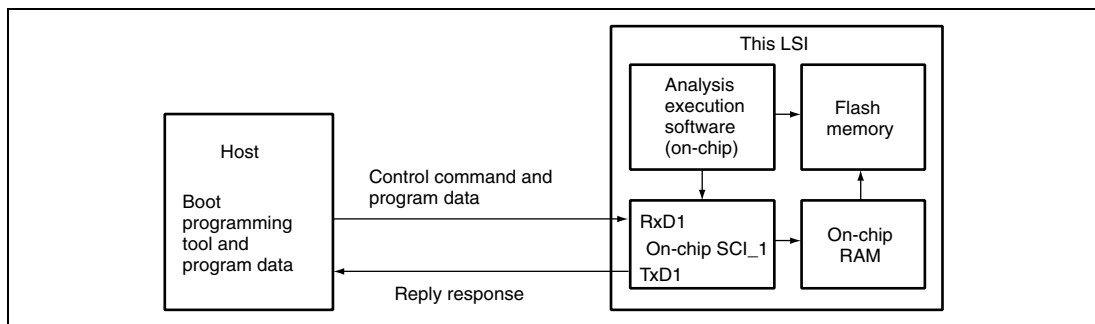 This LSI
Analysis
execution
software
(on-chip)
Flash
memory
Host
Boot
programming
tool and
program data
Control command and
program data
RxD1
On-chip SCI_1
TxD1
On-chip
RAM
Reply response